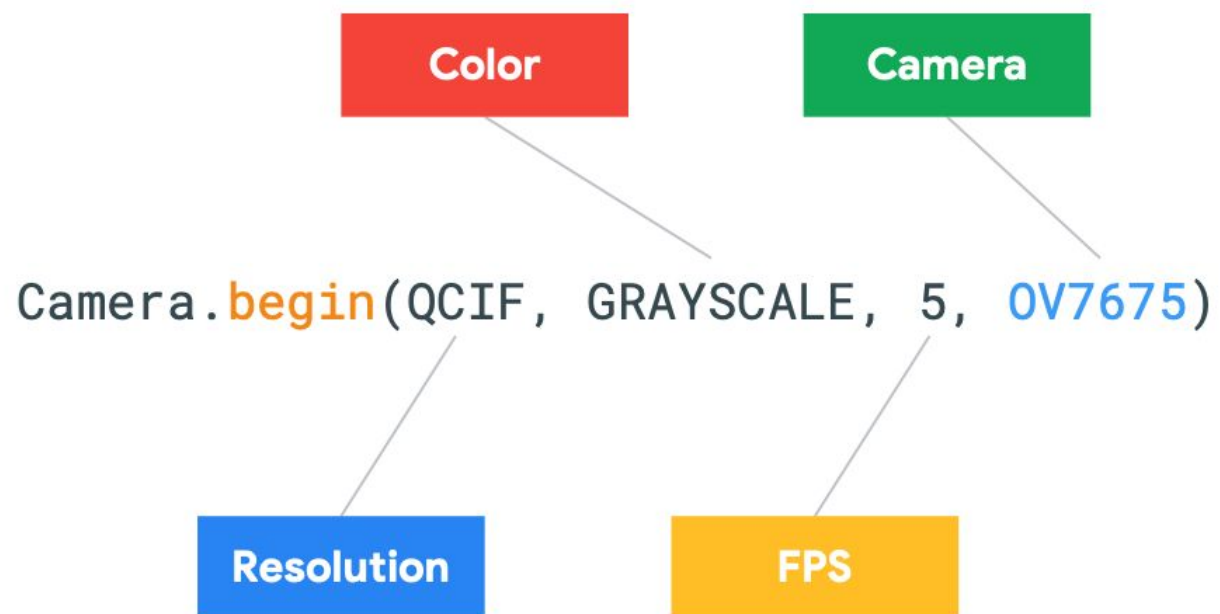 Color
Camera
Camera.begin(QCIF, GRAYSCALE, 5, OV7675)
Resolution
FPS